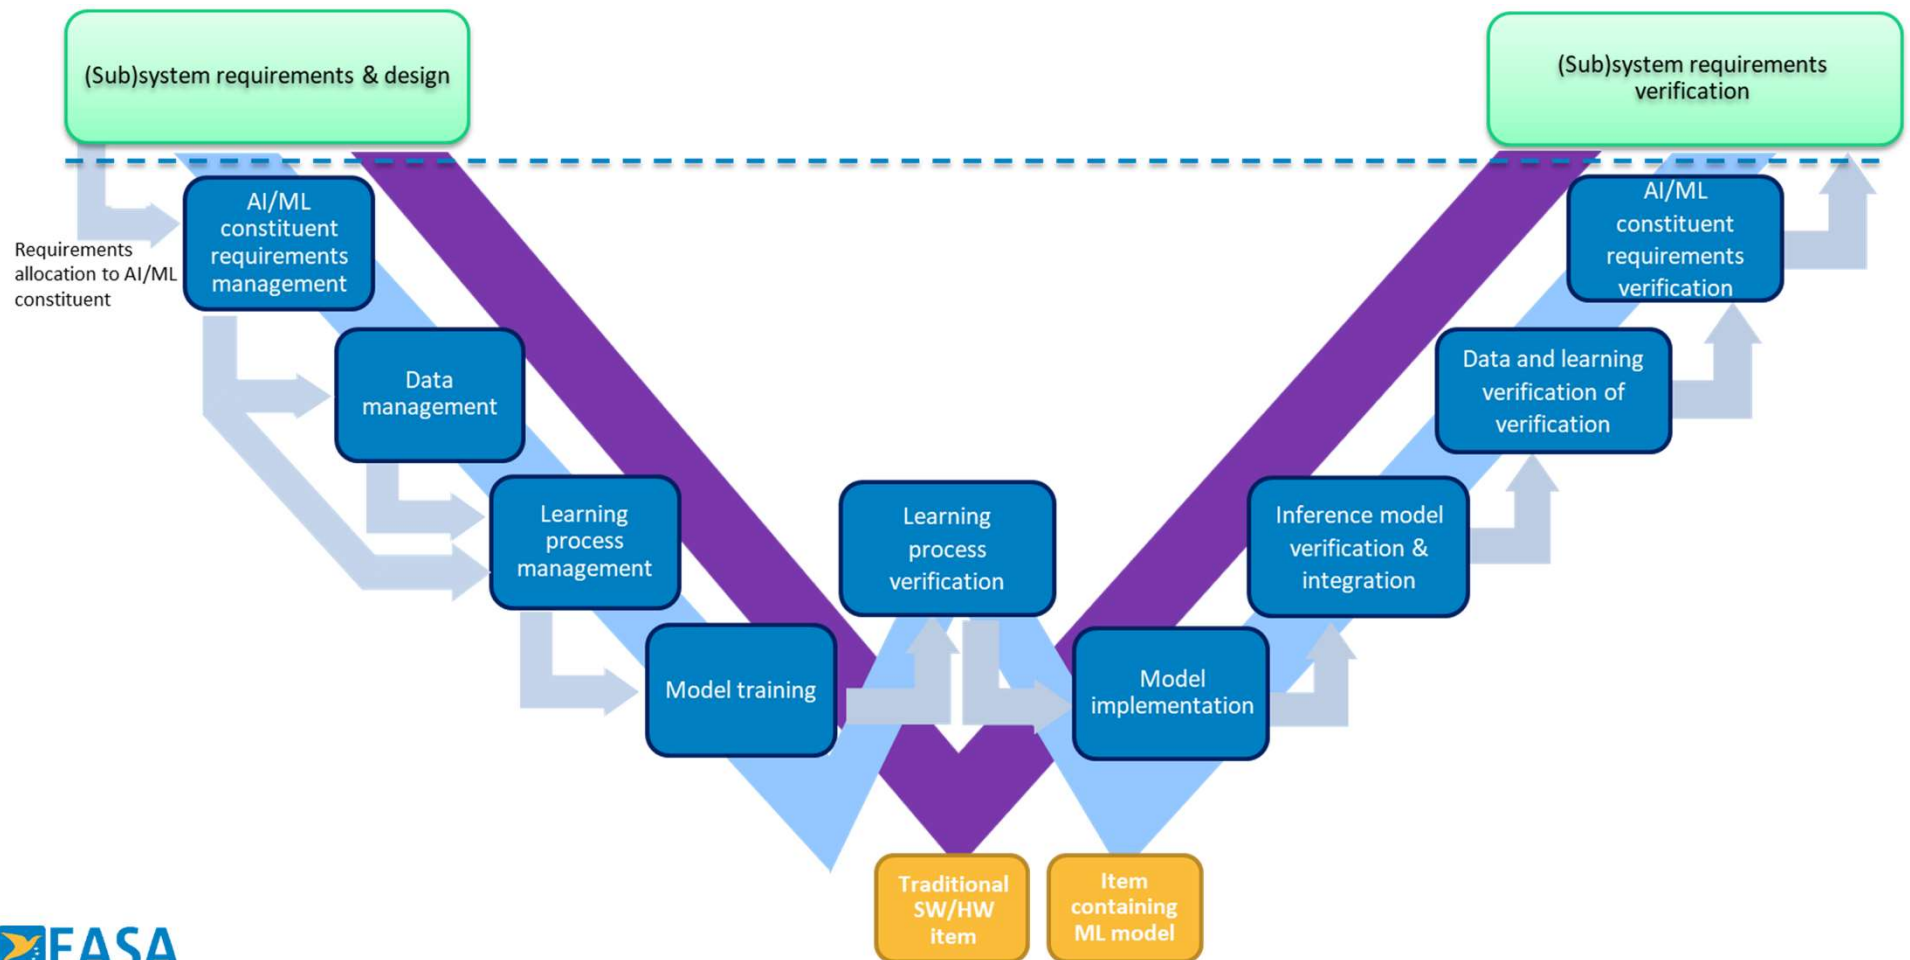 (Sub)system requirements & design
(Sub)system requirements
verification
AI/ML
constituent
requirements
management
Requirements
allocation to AI/ML
constituent
AI/ML
constituent
requirements
verification
Data
management
Data and learning
verification of
verification
Learning
process
management
Learning
process
verification
Inference model
verification &
integration
Model training
Model
implementation
Traditional
SW/HW
item
Item
containing
ML model
EASA